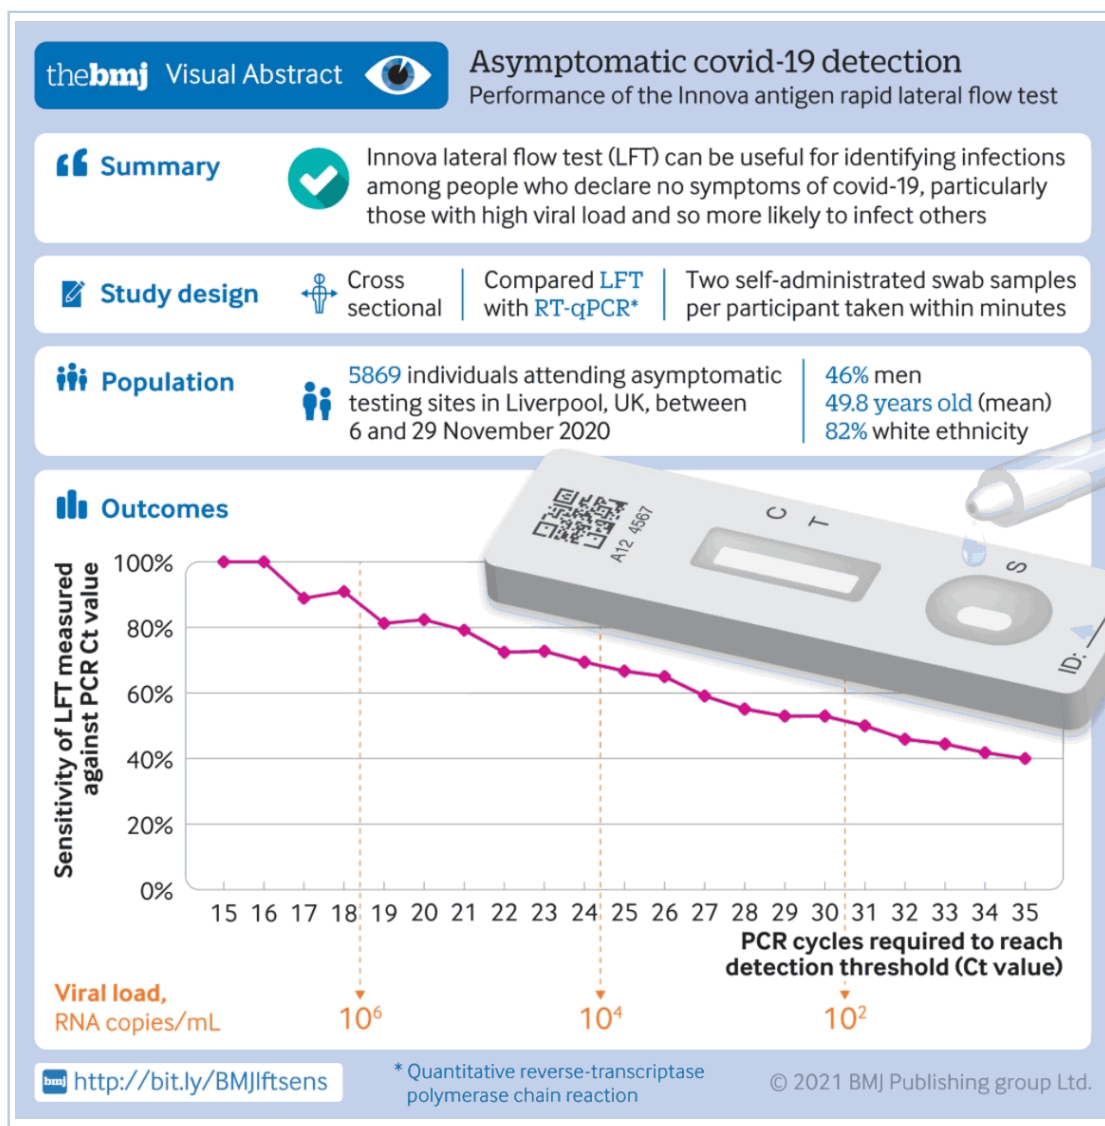 thebmj Visual Abstract
Asymptomatic covid-19 detection
Performance of the Innova antigen rapid lateral flow test
Summary
Innova lateral flow test (LFT) can be useful for identifying infections
among people who declare no symptoms of covid-19, particularly
those with high viral load and so more likely to infect others
Study design
Cross
sectional
Compared LFT
with RT-qPCR*
Two self-administrated swab samples
per participant taken within minutes
Population
5869 individuals attending asymptomatic
testing sites in Liverpool, UK, between
6 and 29 November 2020
46% men
49.8 years old (mean)
82% white ethnicity
Outcomes
A12 4567
C T
S
ID:
Sensitivity of LFT measured
against PCR Ct value
100%
80%
60%
40%
20%
0%
15 16 17 18 19 20 21 22 23 24 25 26 27 28 29 30 31 32 33 34 35
PCR cycles required to reach
detection threshold (Ct value)
Viral load,
RNA copies/mL
10⁶ 10⁴ 10²
bmj http://bit.ly/BMJlftsens
* Quantitative reverse-transcriptase
polymerase chain reaction
© 2021 BMJ Publishing group Ltd.